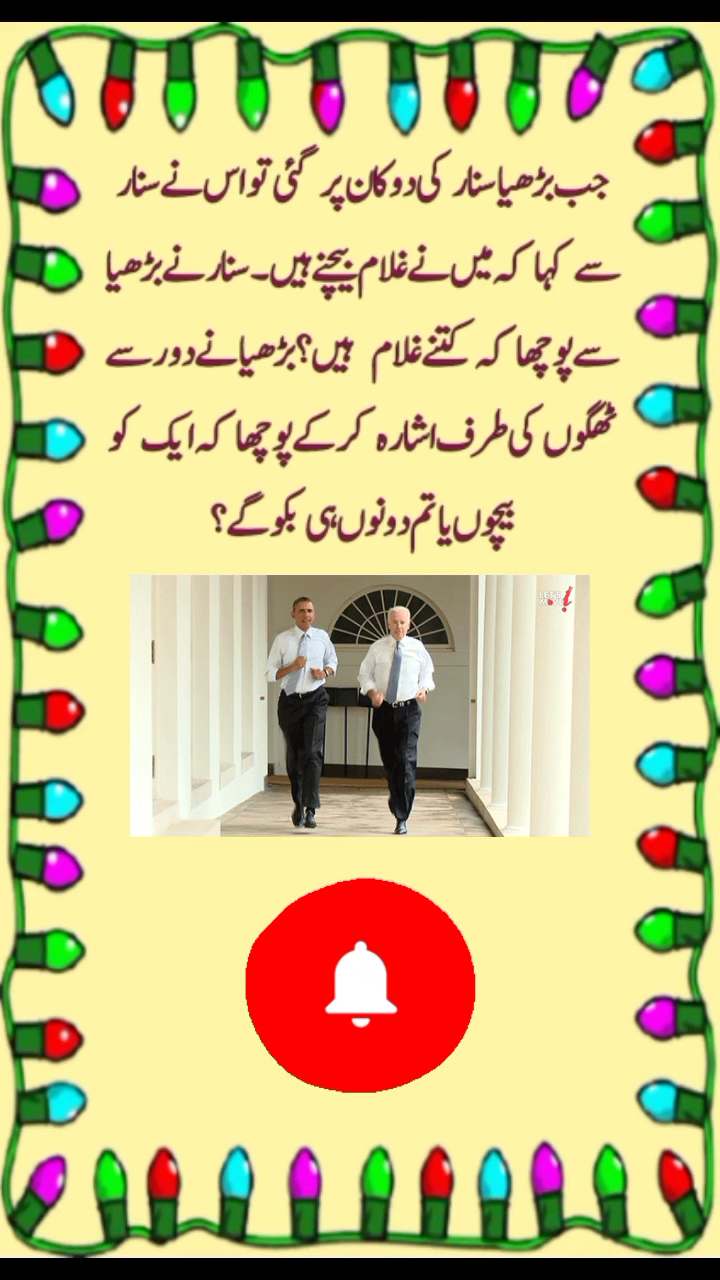 جب بڑھیا سنار کی دوکان پر گئی تو اس نے سنار
سے کہا کہ میں نے غلام بیچنے ہیں۔ سنار نے بڑھیا
سے پوچھا کہ کتنے غلام ہیں؟ بڑھیا نے دور سے
ٹھگوں کی طرف اشارہ کر کے پوچھا کہ ایک کو
بیچوں یا تم دونوں ہی بکو گے؟
LET'S
MOVE!